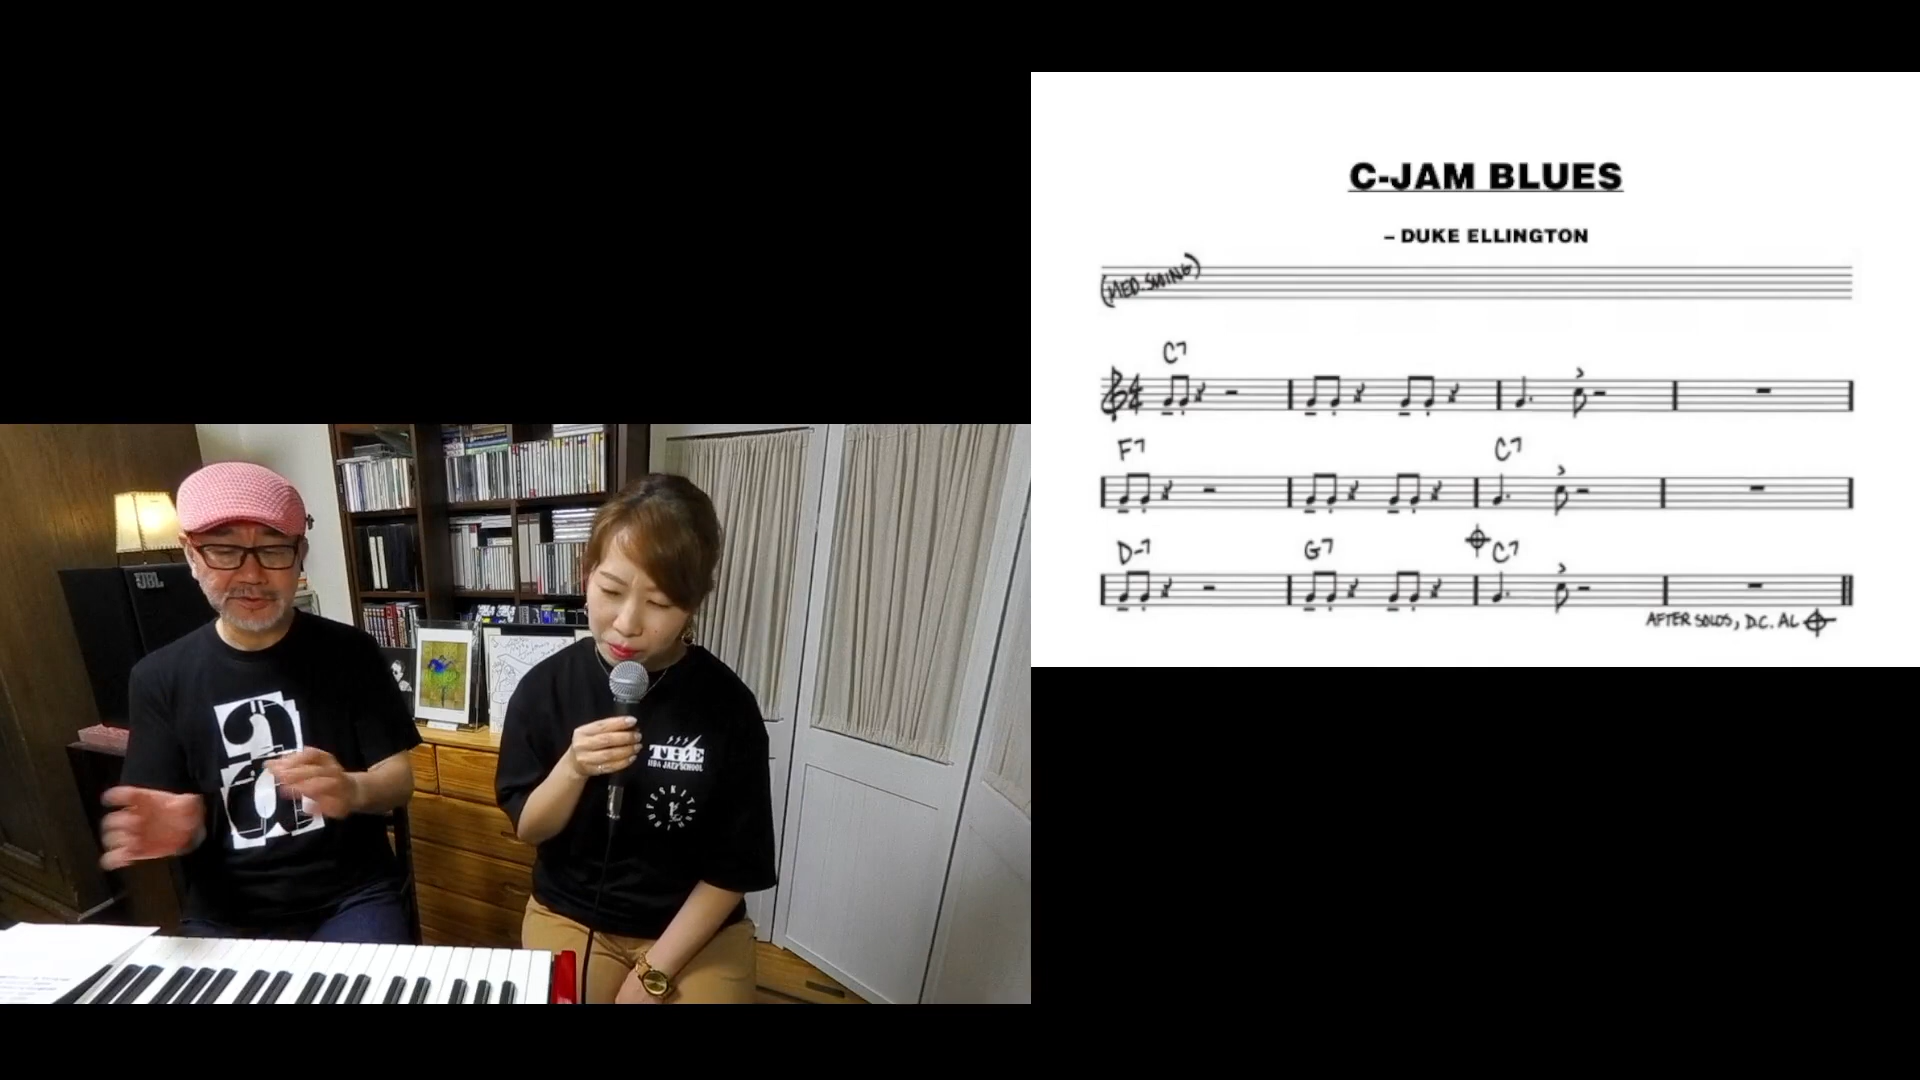 C-JAM BLUES
– DUKE ELLINGTON
(MED. SWING)
C7
F7
C7
D-7
G7
C7
AFTER SOLOS, D.C. AL
JBL
a
THE
JAZZ SCHOOL